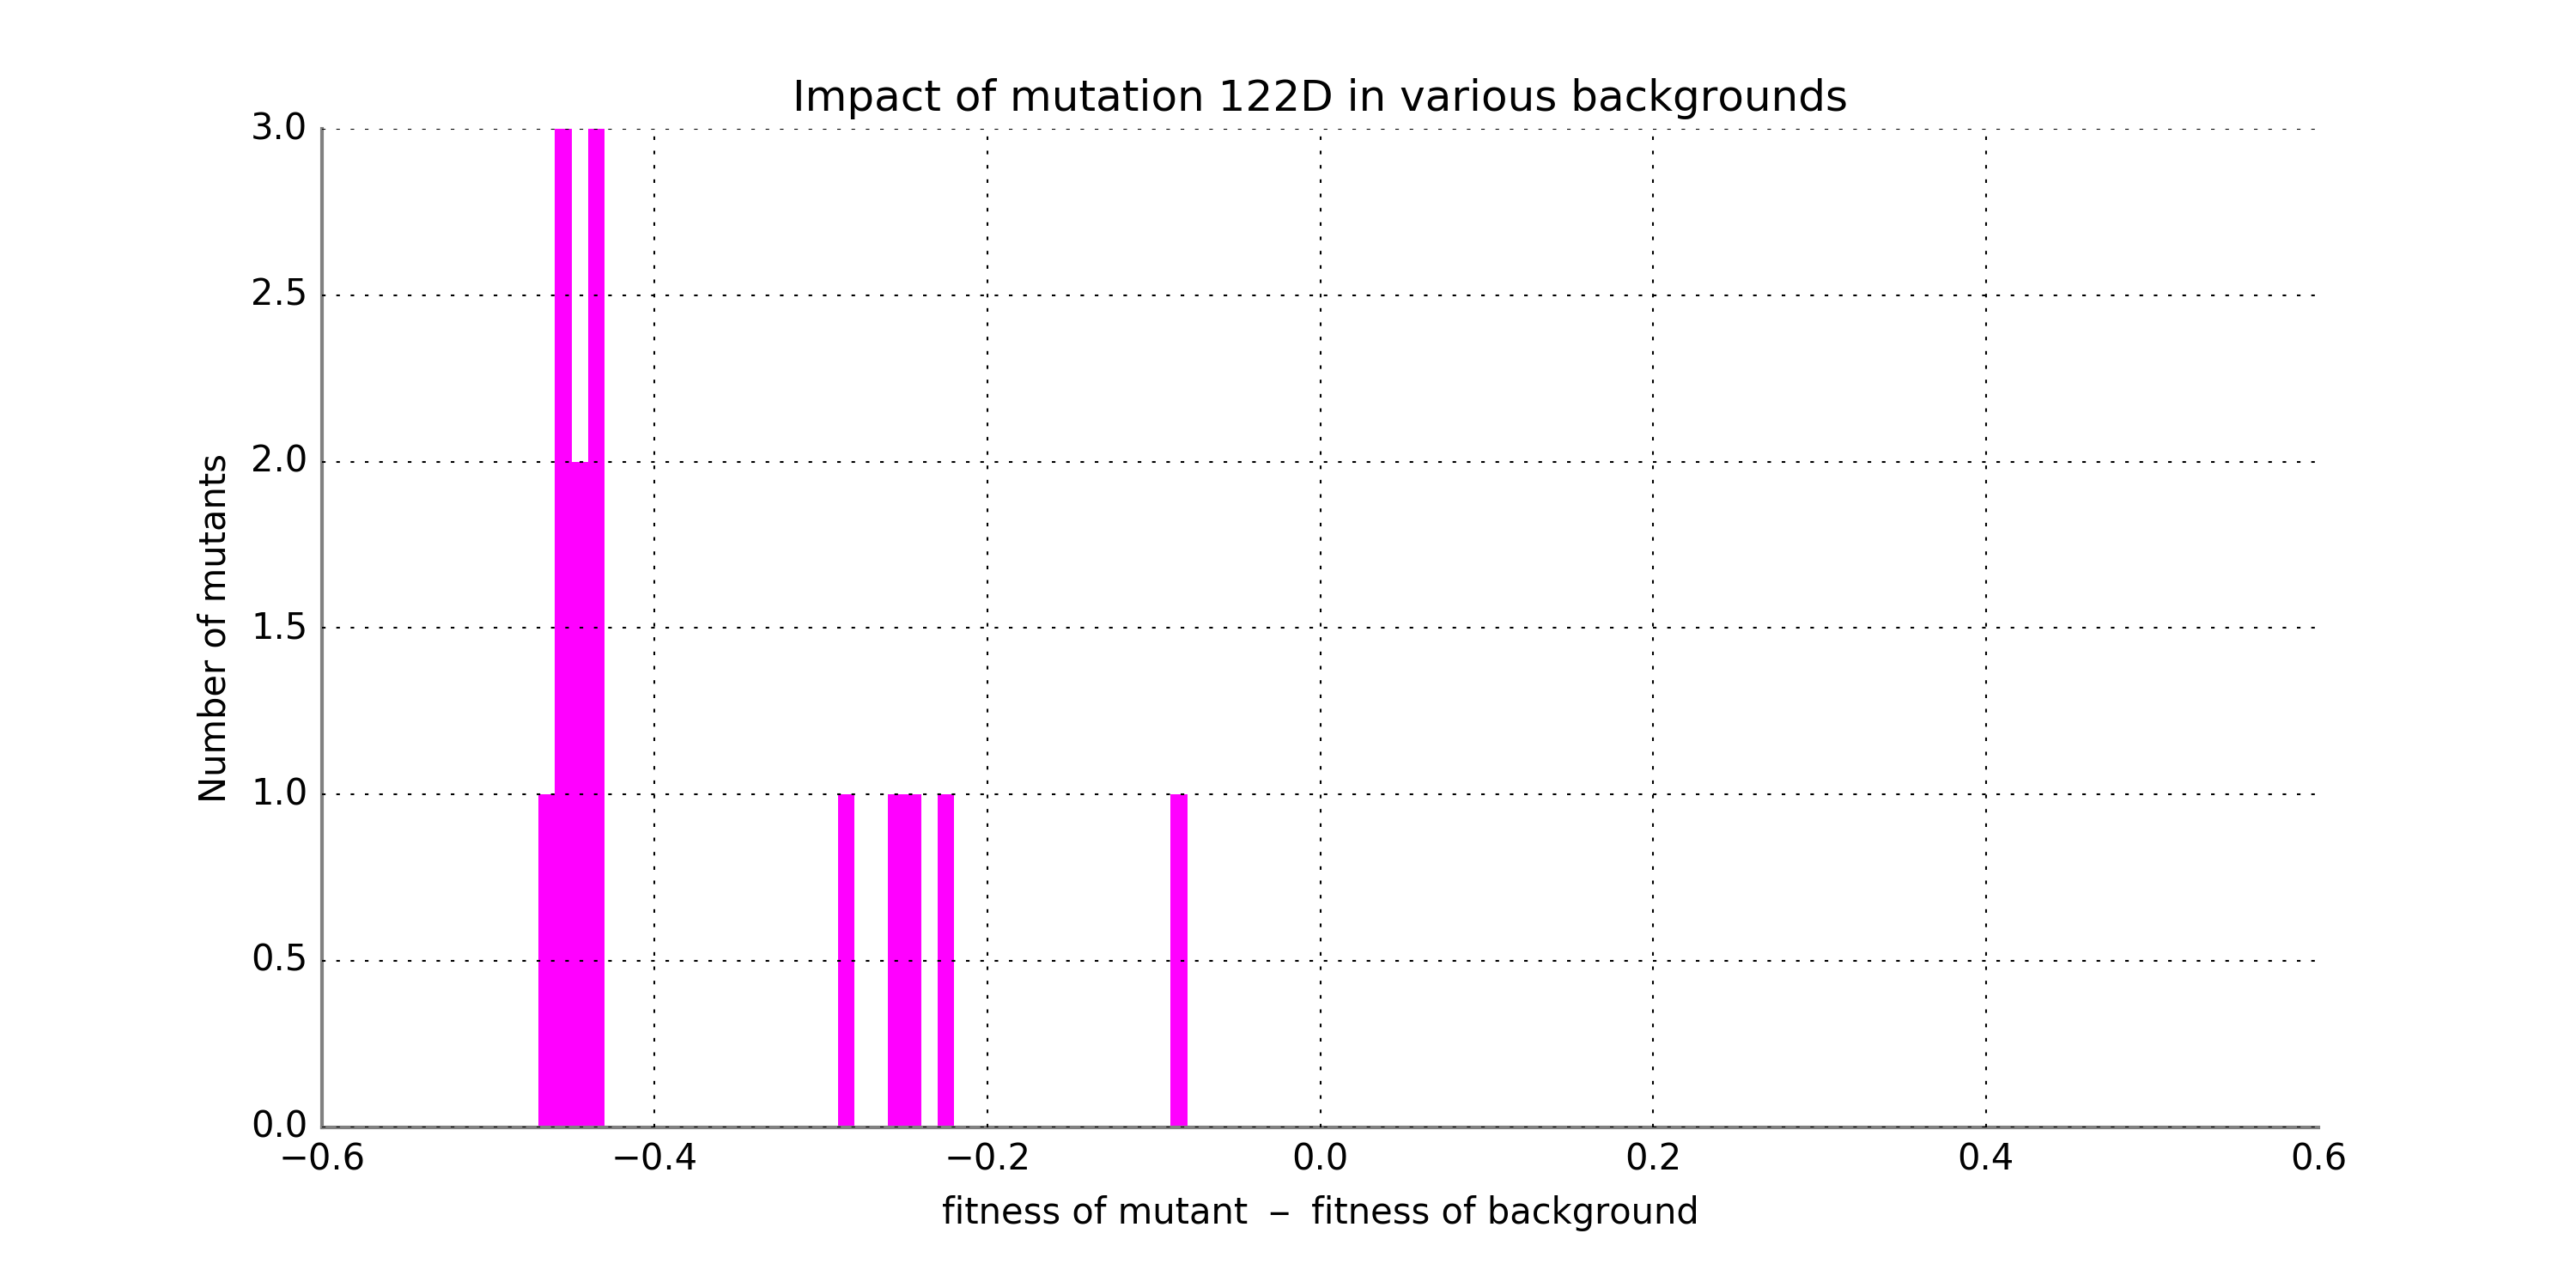 Impact of mutation 122D in various backgrounds
3.0
2.5
2.0
1.5
1.0
0.5
0.0
Number of mutants
−0.6 −0.4 −0.2 0.0 0.2 0.4 0.6
fitness of mutant − fitness of background